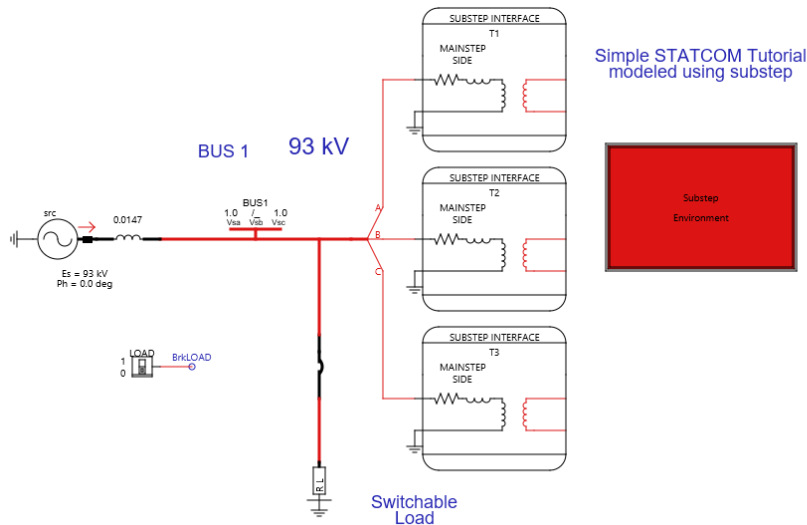 SUBSTEP INTERFACE
T1
MAINSTEP
SIDE
Simple STATCOM Tutorial
modeled using substep
BUS 1
93 kV
SUBSTEP INTERFACE
T2
MAINSTEP
SIDE
Substep
Environment
src
0.0147
BUS1
1.0 /_ 1.0
Vsa Vsb Vsc
A
B
C
Es = 93 kV
Ph = 0.0 deg
SUBSTEP INTERFACE
T3
MAINSTEP
SIDE
LOAD
1
0
BrkLOAD
R L
Switchable
Load